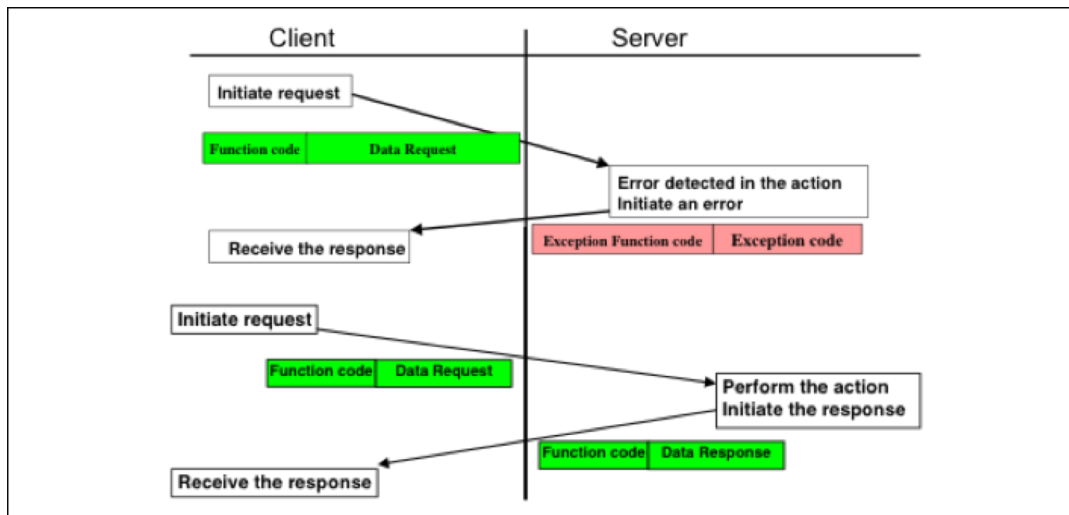 Client
Server
Initiate request
Function code
Data Request
Error detected in the action
Initiate an error
Receive the response
Exception Function code
Exception code
Initiate request
Function code
Data Request
Perform the action
Initiate the response
Function code
Data Response
Receive the response